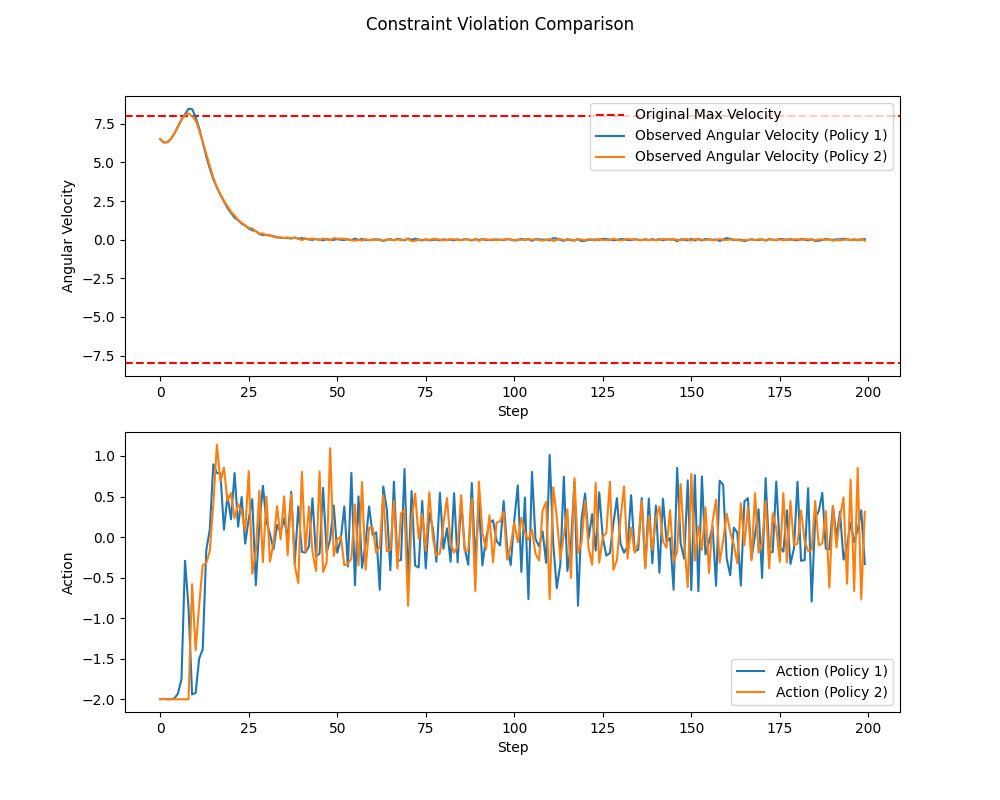 Constraint Violation Comparison
Original Max Velocity
Observed Angular Velocity (Policy 1)
Observed Angular Velocity (Policy 2)
Angular Velocity
7.5
5.0
2.5
0.0
−2.5
−5.0
−7.5
0 25 50 75 100 125 150 175 200
Step
Action
1.0
0.5
0.0
−0.5
−1.0
−1.5
−2.0
Action (Policy 1)
Action (Policy 2)
0 25 50 75 100 125 150 175 200
Step